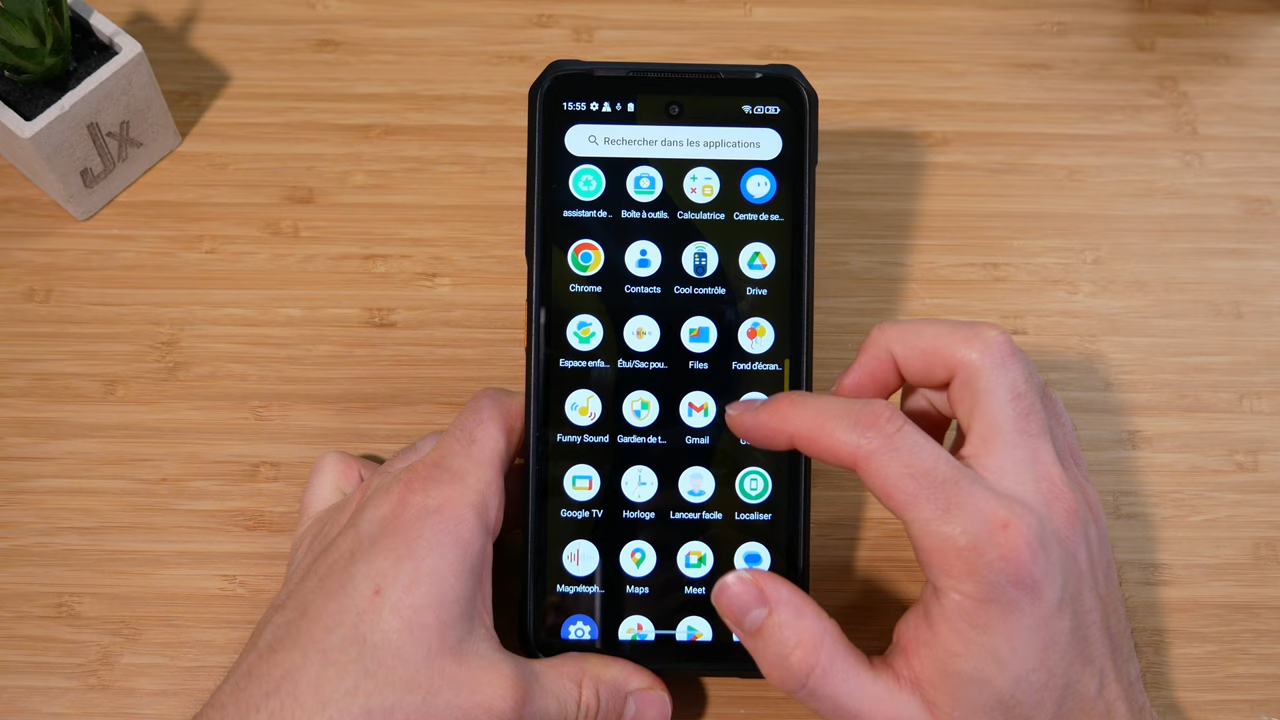 15:55
Rechercher dans les applications
assistant de .. Boîte à outils. Calculatrice Centre de se...
Chrome Contacts Cool contrôle Drive
Espace enfa... Étui/Sac pou.. Files Fond d'écran..
Funny Sound Gardien de t... Gmail
Google TV Horloge Lanceur facile Localiser
Magnétoph... Maps Meet
Jx